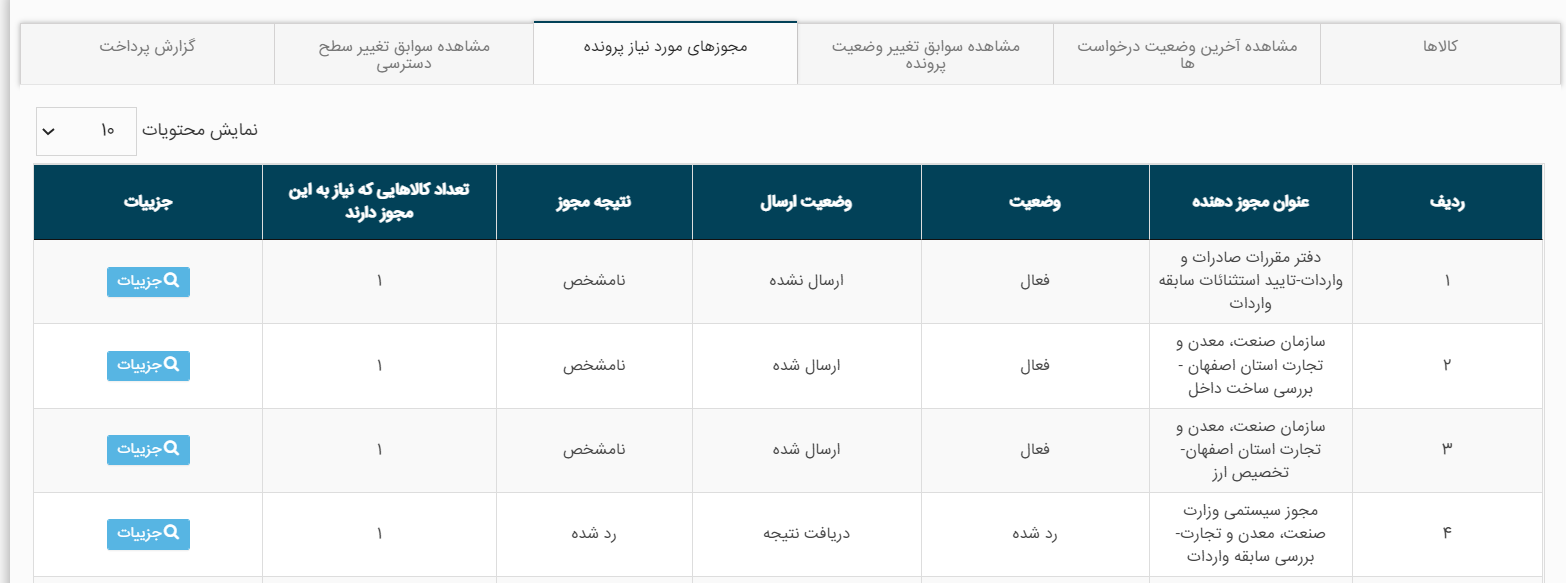 کالاها
مشاهده آخرین وضعیت درخواست
ها
مشاهده سوابق تغییر وضعیت
پرونده
مجوزهای مورد نیاز پرونده
مشاهده سوابق تغییر سطح
دسترسی
گزارش پرداخت
نمایش محتویات ۱۰
ردیف
عنوان مجوز دهنده
وضعیت
وضعیت ارسال
نتیجه مجوز
تعداد کالاهایی که نیاز به این
مجوز دارند
جزییات
۱
دفتر مقررات صادرات و
واردات-تایید استثنائات سابقه
واردات
فعال
ارسال نشده
نامشخص
۱
جزییات
۲
سازمان صنعت، معدن و
تجارت استان اصفهان -
بررسی ساخت داخل
فعال
ارسال شده
نامشخص
۱
جزییات
۳
سازمان صنعت، معدن و
تجارت استان اصفهان-
تخصیص ارز
فعال
ارسال شده
نامشخص
۱
جزییات
۴
مجوز سیستمی وزارت
صنعت، معدن و تجارت-
بررسی سابقه واردات
رد شده
دریافت نتیجه
رد شده
۱
جزییات